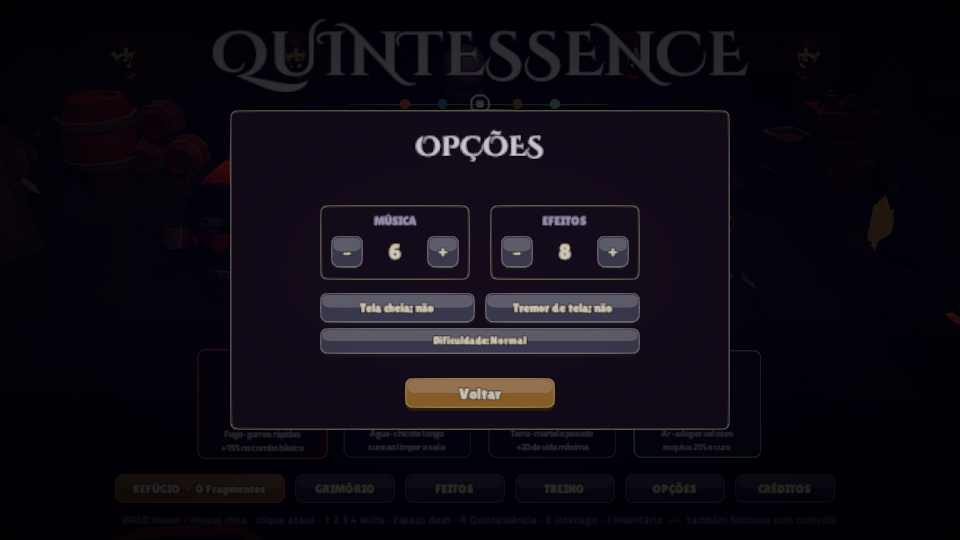 QUINTESSENCE
OPÇÕES
MÚSICA
EFEITOS
- 6 +
- 8 +
Tela cheia: não
Tremor de tela: não
Dificuldade: Normal
Voltar
Fogo · garras rápidas
+15% no combo básico
Água · chicote longo
cura ao limpar a sala
Terra · martelo pesado
+20 de vida máxima
Ar · adagas velozes
esquiva 25% e cura
REFÚGIO · 0 Fragmentos
GRIMÓRIO
FEITOS
TREINO
OPÇÕES
CRÉDITOS
WASD mover · mouse mira · clique ataca · 1 2 3 4 skills · Espaço dash · R Quintessência · E interagir · I inventário — também funciona com controle